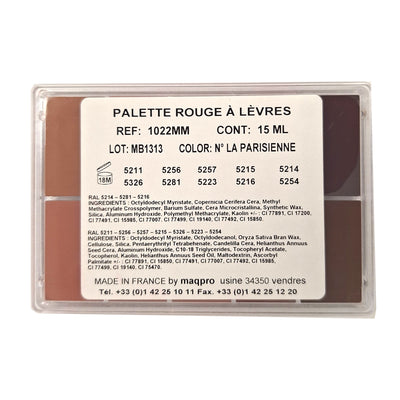 PALETTE ROUGE À LÈVRES
REF: 1022MM CONT: 15 ML
LOT: MB1313 COLOR: N° LA PARISIENNE
18M
5211 5256 5257 5215 5214
5326 5281 5223 5216 5254
RAL 5214 – 5281 – 5216
INGREDIENTS : Octyldodecyl Myristate, Copernicia Cerifera Cera, Methyl
Methacrylate Crosspolymer, Barium Sulfate, Cera Microcristallina, Synthetic Wax,
Silica. Aluminum Hydroxide, Polymethyl Methacrylate, Kaolin +/- : CI 77891, CI 17200,
CI 77491, CI 15850, CI 77499, CI 77007, CI 77492, CI 15985,
RAL 5211 – 5256 – 5257 – 5215 – 5326 – 5223 – 5254
INGREDIENTS : Octyldodecyl Myristate, Octyldodecanol, Oryza Sativa Bran Wax,
Cellulose, Silica, Pentaerythrityl Tetrabehenate, Candelilla Cera, Helianthus Annuus
Seed Cera, Aluminum Hydroxide, C10-18 Triglycerides, Tocopheryl Acetate,
Tocopherol, Kaolin, Helianthus Annuus Seed Oil, Maltodextrin, Ascorbyl
Palmitate +/- : CI 77891, CI 15850, CI 77491, CI 77007, CI 77492, CI 15985,
CI 77499, CI 19140, CI 75470.
MADE IN FRANCE by maqpro usine 34350 vendres
Tél. +33 (0)1 42 25 10 11 Fax. +33 (0)1 42 25 12 20